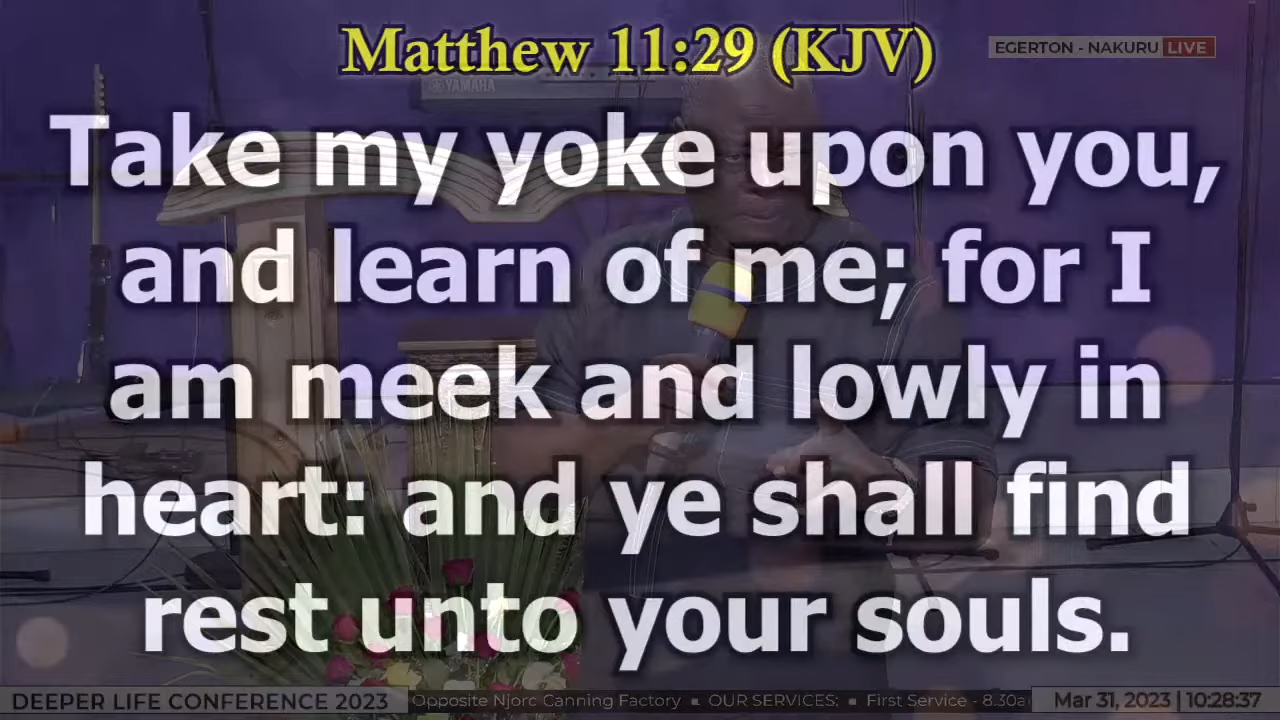 Matthew 11:29 (KJV)
EGERTON - NAKURU LIVE
YAMAHA
Take my yoke upon you,
and learn of me; for I
am meek and lowly in
heart: and ye shall find
rest unto your souls.
DEEPER LIFE CONFERENCE 2023
Opposite Njoro Canning Factory ▪ OUR SERVICES: ▪ First Service - 8.30a
Mar 31, 2023 | 10:28:37